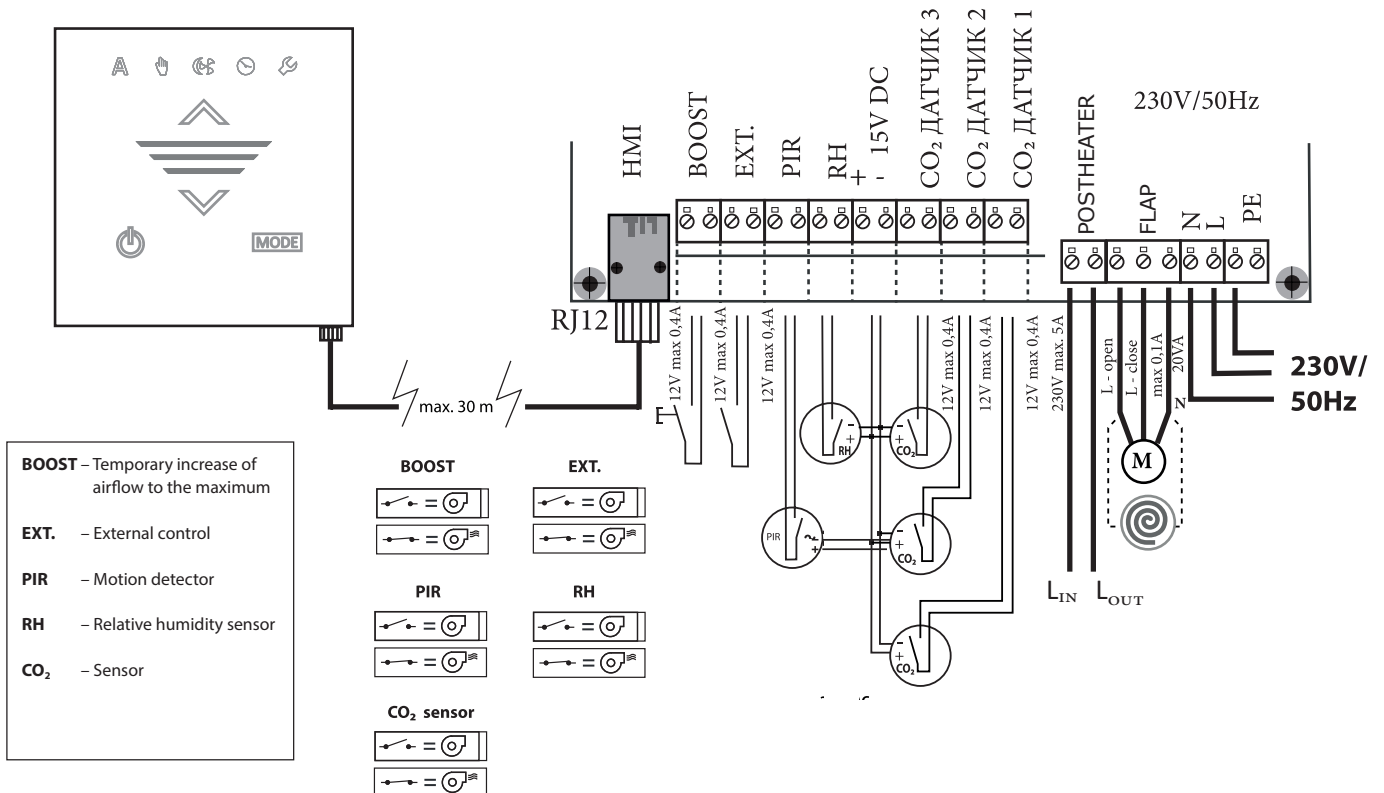 MODE
HMI
BOOST
EXT.
PIR
RH
+ -
15V DC
CO₂ ДАТЧИК 3
CO₂ ДАТЧИК 2
CO₂ ДАТЧИК 1
POSTHEATER
FLAP
N
L
PE
230V/50Hz
RJ12
max. 30 m
12V max 0,4A
12V max 0,4A
12V max 0,4A
12V max 0,4A
12V max 0,4A
12V max 0,4A
230V max. 5A
L - open
L - close
max 0,1A
20VA
N
230V/
50Hz
- + RH
- + CO₂
PIR
+
- + CO₂
- + CO₂
M
L IN
L OUT
BOOST – Temporary increase of
airflow to the maximum
EXT. – External control
PIR – Motion detector
RH – Relative humidity sensor
CO₂ – Sensor
BOOST
=
=
EXT.
=
=
PIR
=
=
RH
=
=
CO₂ sensor
=
=